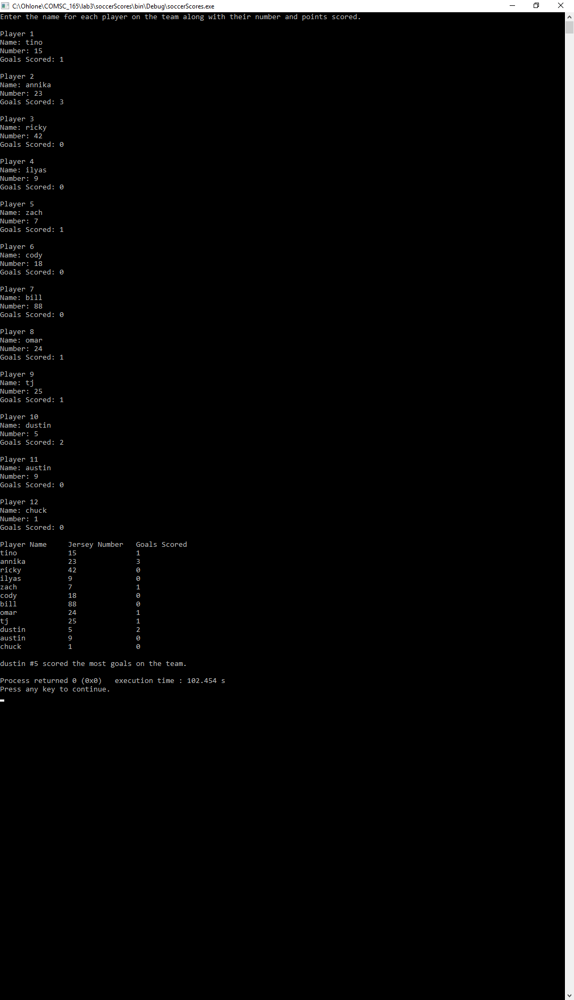 C:\Ohlone\COMSC_165\lab3\soccerScores\bin\Debug\soccerScores.exe
Enter the name for each player on the team along with their number and points scored.
Player 1
Name: tino
Number: 15
Goals Scored: 1
Player 2
Name: annika
Number: 23
Goals Scored: 3
Player 3
Name: ricky
Number: 42
Goals Scored: 0
Player 4
Name: ilyas
Number: 9
Goals Scored: 0
Player 5
Name: zach
Number: 7
Goals Scored: 1
Player 6
Name: cody
Number: 18
Goals Scored: 0
Player 7
Name: bill
Number: 88
Goals Scored: 0
Player 8
Name: omar
Number: 24
Goals Scored: 1
Player 9
Name: tj
Number: 25
Goals Scored: 1
Player 10
Name: dustin
Number: 5
Goals Scored: 2
Player 11
Name: austin
Number: 9
Goals Scored: 0
Player 12
Name: chuck
Number: 1
Goals Scored: 0
Player Name     Jersey Number   Goals Scored
tino            15              1
annika          23              3
ricky           42              0
ilyas           9               0
zach            7               1
cody            18              0
bill            88              0
omar            24              1
tj              25              1
dustin          5               2
austin          9               0
chuck           1               0
dustin #5 scored the most goals on the team.
Process returned 0 (0x0)   execution time : 102.454 s
Press any key to continue.